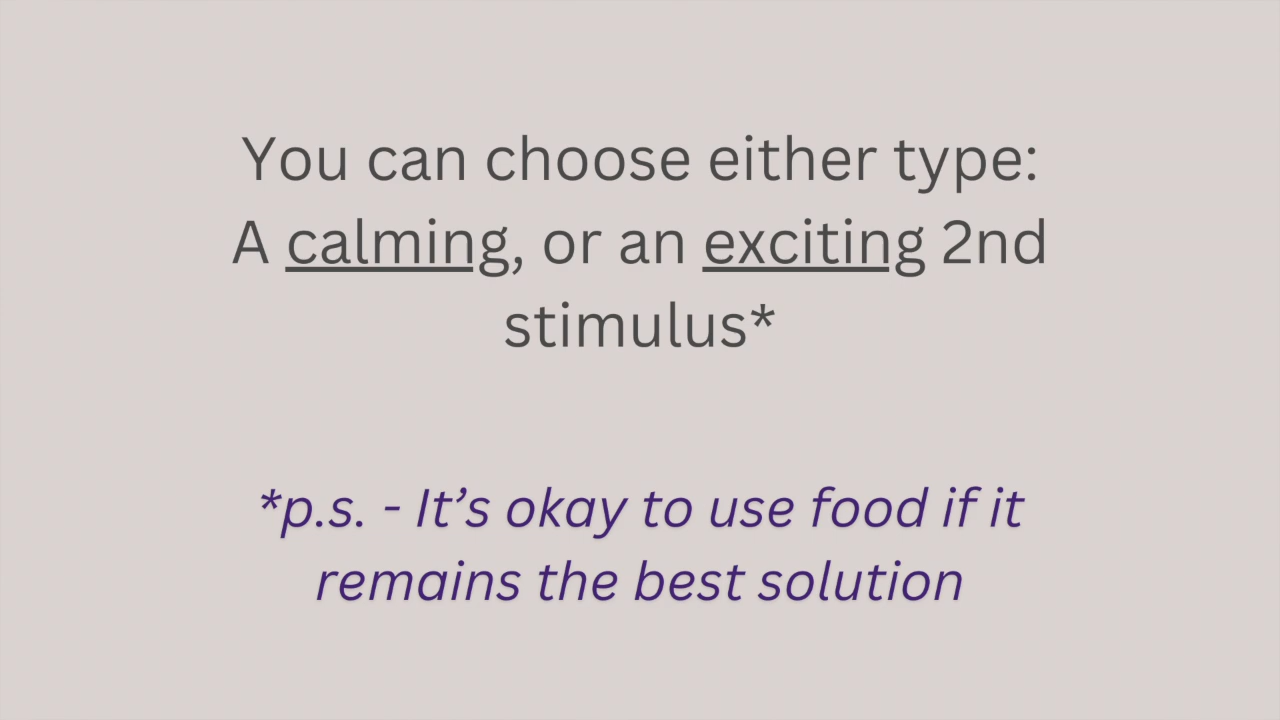 You can choose either type:
A calming, or an exciting 2nd
stimulus*
*p.s. - It’s okay to use food if it
remains the best solution